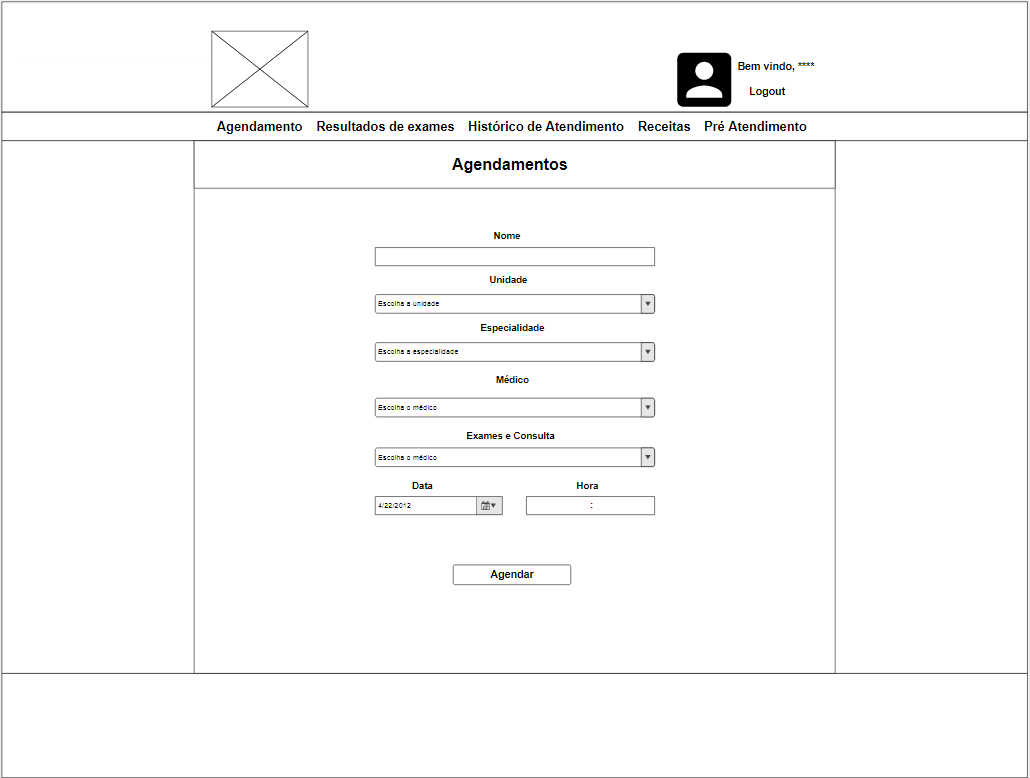 Bem vindo, ****
Logout
Agendamento Resultados de exames Histórico de Atendimento Receitas Pré Atendimento
Agendamentos
Nome
Unidade
Escolha a unidade
Especialidade
Escolha a especialidade
Médico
Escolha o médico
Exames e Consulta
Escolha o médico
Data Hora
4/22/2012 :
Agendar